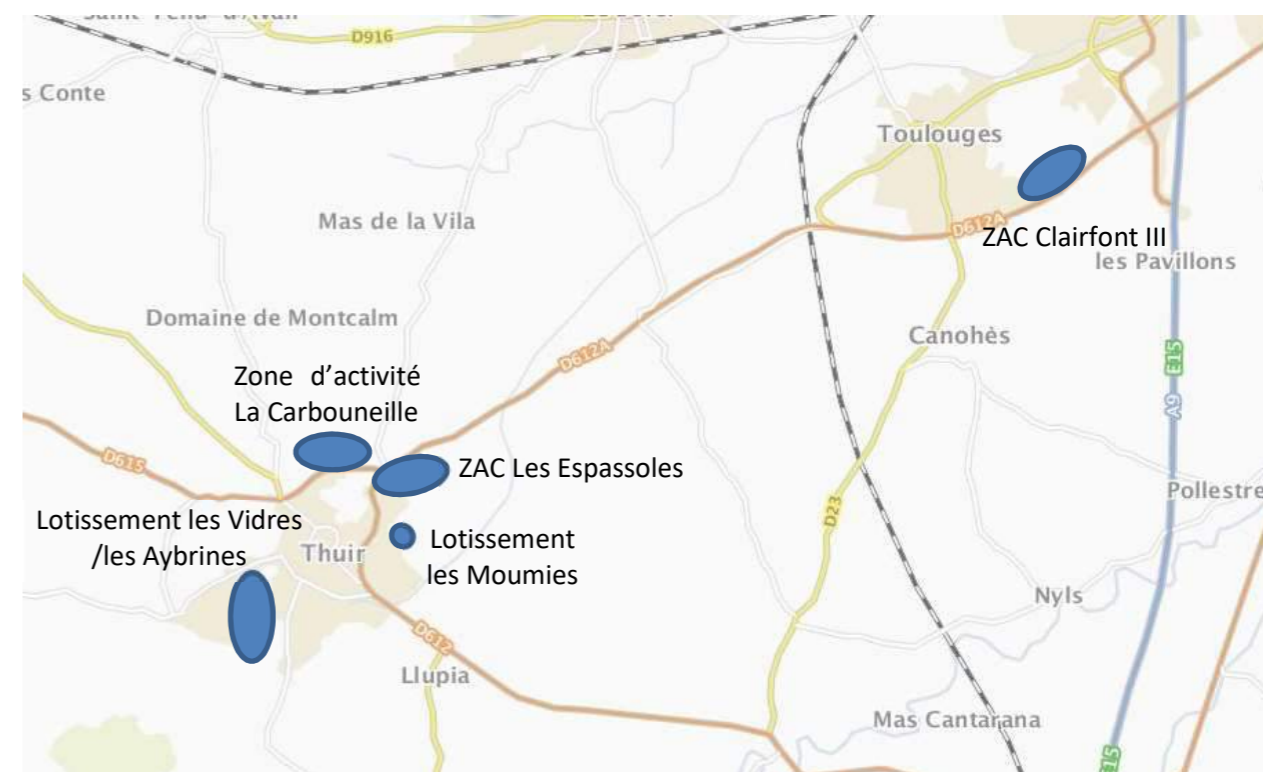 D916
s Conte
Toulouges
Mas de la Vila
D612A
ZAC Clairfont III
les Pavillons
Domaine de Montcalm
Canohès
E15
D612A
Zone d'activité
La Carbouneille
A9
D615
ZAC Les Espassoles
Pollestre
D23
Lotissement les Vidres
/les Aybrines
Thuir
Lotissement
les Moumies
Nyls
D612
Llupia
Mas Cantarana
E15